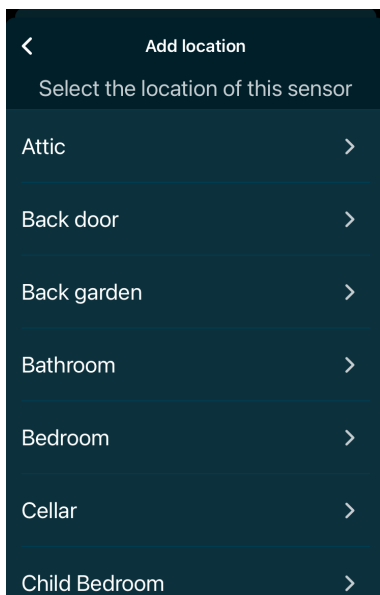 Add location
Select the location of this sensor
Attic
Back door
Back garden
Bathroom
Bedroom
Cellar
Child Bedroom